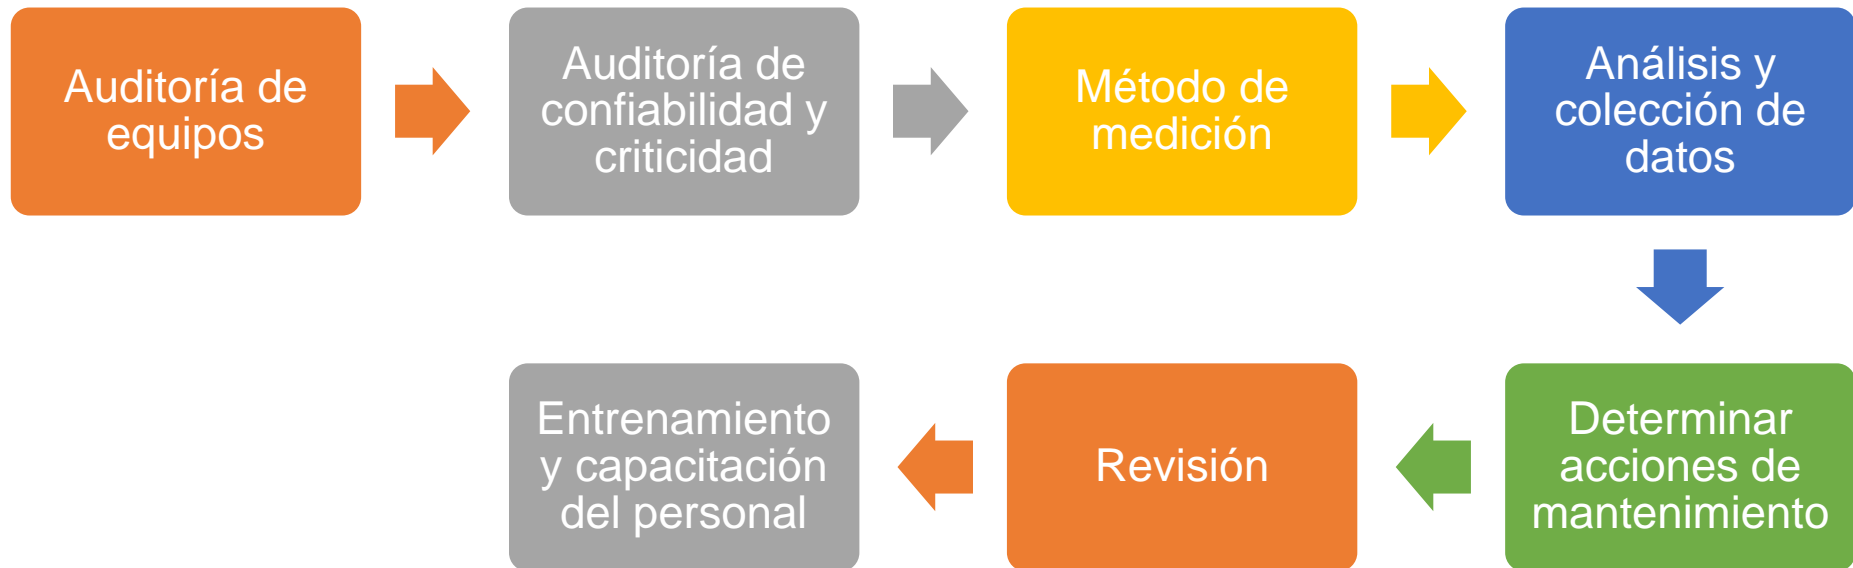 Auditoría de
equipos
Auditoría de
confiabilidad y
criticidad
Método de
medición
Análisis y
colección de
datos
Determinar
acciones de
mantenimiento
Revisión
Entrenamiento
y capacitación
del personal